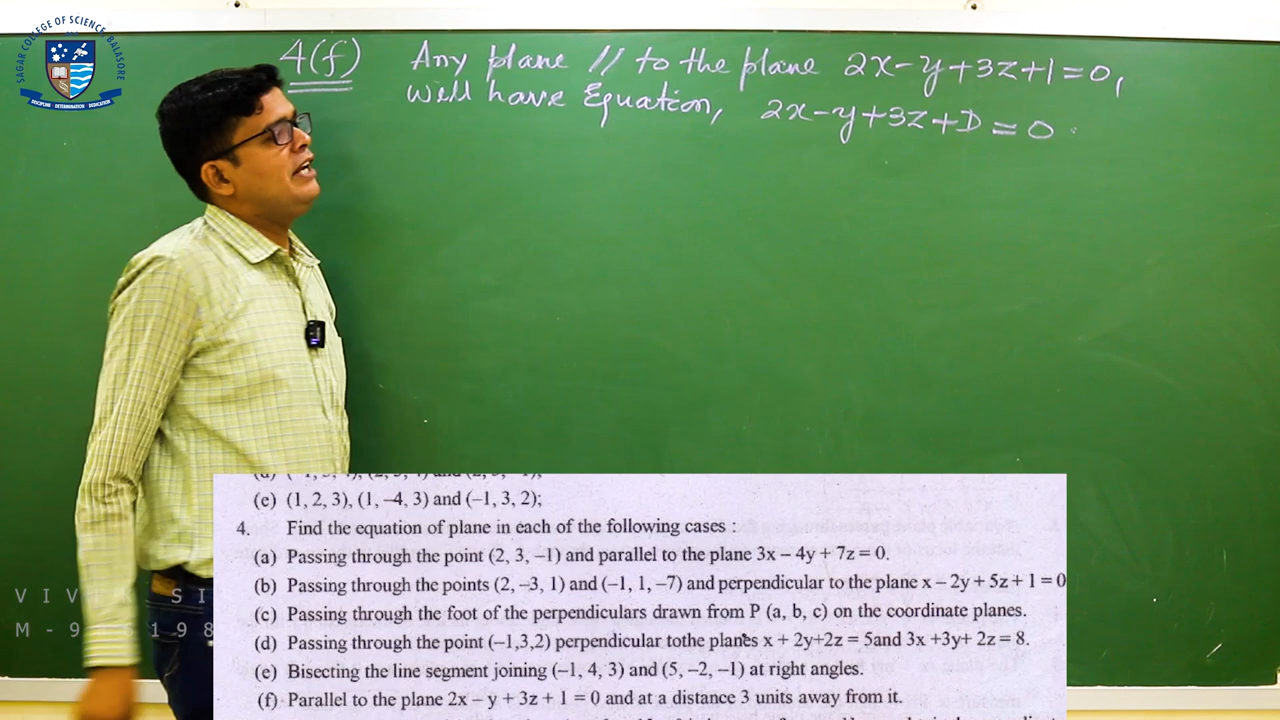 SAGAR COLLEGE OF SCIENCE, BALASORE
DISCIPLINE DETERMINATION DEDICATION
4(f) Any plane // to the plane 2x-y+3z+1=0,
will have Equation, 2x-y+3z+D=0.
(e) (1, 2, 3), (1, –4, 3) and (–1, 3, 2);
4. Find the equation of plane in each of the following cases :
(a) Passing through the point (2, 3, –1) and parallel to the plane 3x – 4y + 7z = 0.
(b) Passing through the points (2, –3, 1) and (–1, 1, –7) and perpendicular to the plane x – 2y + 5z + 1 = 0
(c) Passing through the foot of the perpendiculars drawn from P (a, b, c) on the coordinate planes.
(d) Passing through the point (–1,3,2) perpendicular tothe planes x + 2y+2z = 5and 3x +3y+ 2z = 8.
(e) Bisecting the line segment joining (–1, 4, 3) and (5, –2, –1) at right angles.
(f) Parallel to the plane 2x – y + 3z + 1 = 0 and at a distance 3 units away from it.